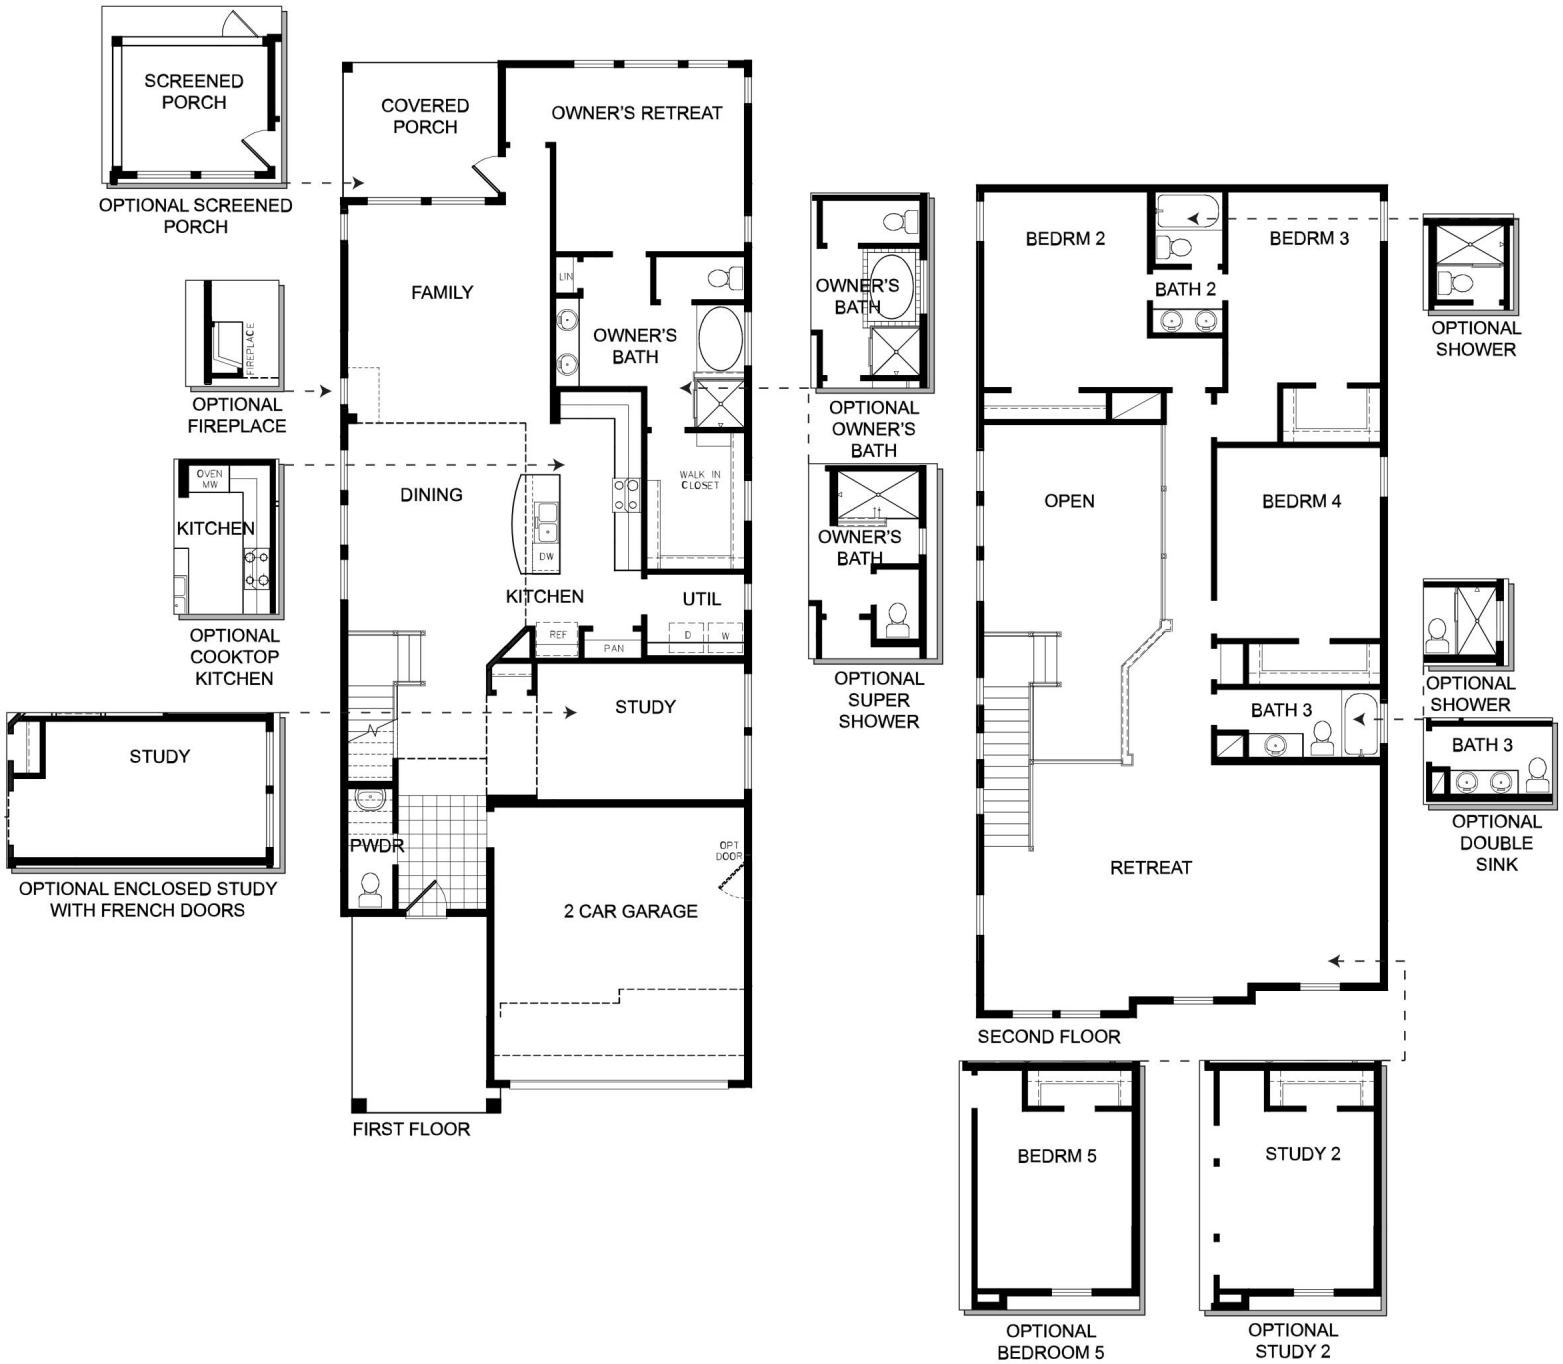 SCREENED
PORCH
OPTIONAL SCREENED
PORCH
FIREPLACE
OPTIONAL
FIREPLACE
OVEN
MW
KITCHEN
OPTIONAL
COOKTOP
KITCHEN
STUDY
OPTIONAL ENCLOSED STUDY
WITH FRENCH DOORS
COVERED
PORCH
OWNER'S RETREAT
FAMILY
LIN
OWNER'S
BATH
DINING
WALK IN
CLOSET
DW
KITCHEN
UTIL
REF
PAN
D
W
STUDY
PWDR
OPT
DOOR
2 CAR GARAGE
FIRST FLOOR
OWNER'S
BATH
OPTIONAL
OWNER'S
BATH
OWNER'S
BATH
OPTIONAL
SUPER
SHOWER
BEDRM 2
BEDRM 3
BATH 2
OPEN
BEDRM 4
BATH 3
RETREAT
SECOND FLOOR
OPTIONAL
SHOWER
OPTIONAL
SHOWER
BATH 3
OPTIONAL
DOUBLE
SINK
BEDRM 5
OPTIONAL
BEDROOM 5
STUDY 2
OPTIONAL
STUDY 2